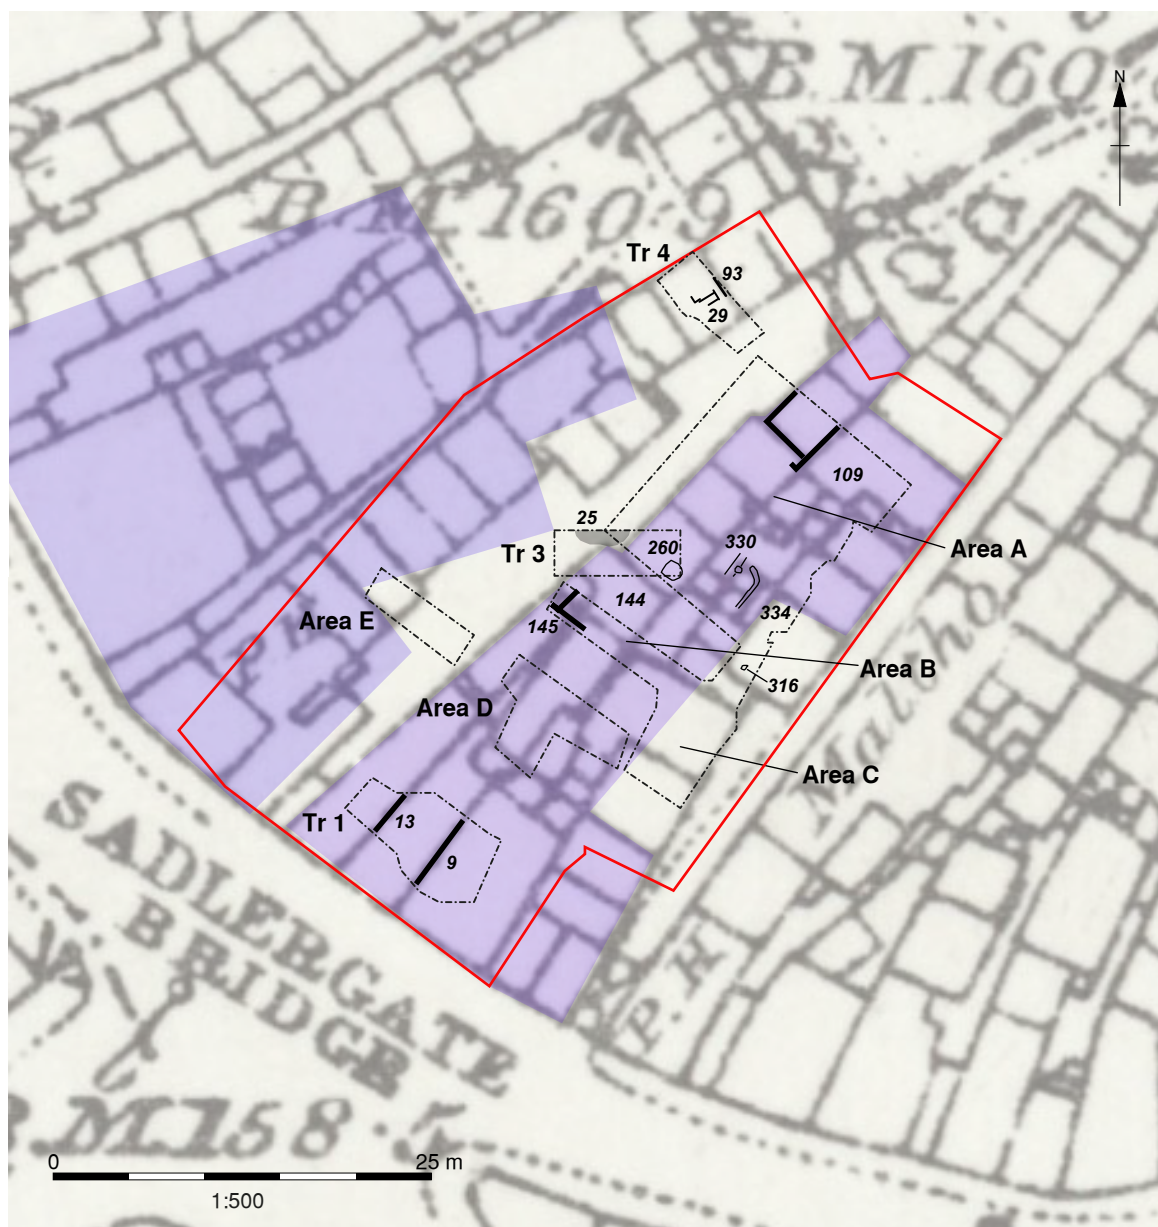 B.M.160
N
B.M.160.9
Tr 4
93
29
109
25
330
Tr 3
260
Area A
144
Area E
334
145
Area B
316
Area D
Area C
Tr 1
13
9
SADLERGATE
BRIDGE
P.H
B.M.158
0
25 m
1:500